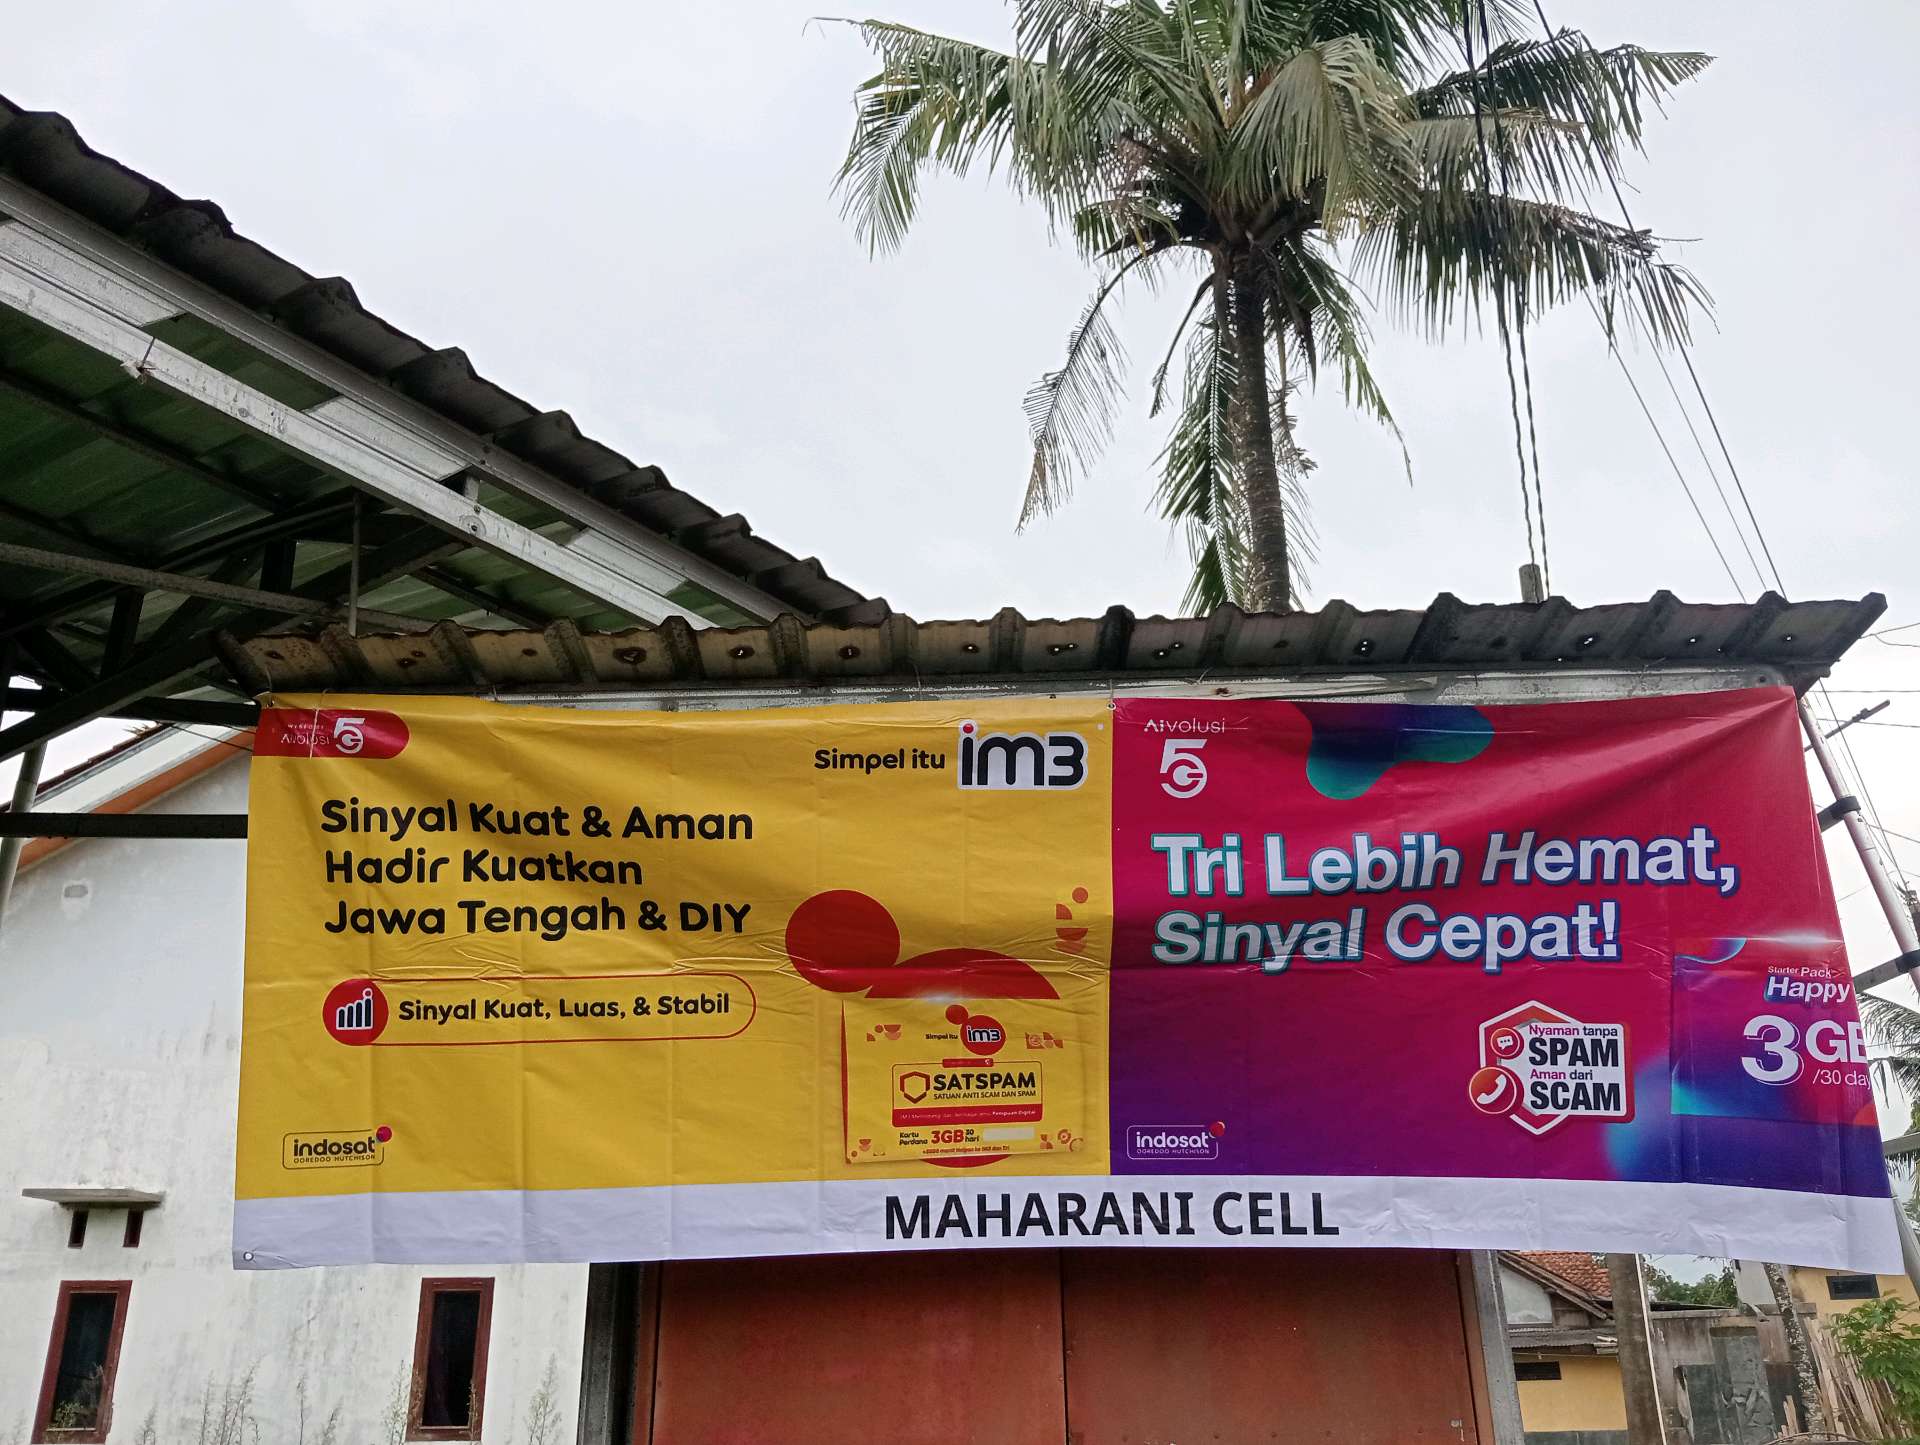 AIVOLUSI 5G
Simpel itu im3
Sinyal Kuat & Aman
Hadir Kuatkan
Jawa Tengah & DIY
Sinyal Kuat, Luas, & Stabil
Simpel itu im3
SATSPAM
SATUAN ANTI SCAM DAN SPAM
Kartu
Perdana
3GB 30
hari
indosat
OOREDOO HUTCHISON
AIVOLUSI
5G
Tri Lebih Hemat,
Sinyal Cepat!
Starter Pack
Happy
3GB
/30 day
Nyaman tanpa
SPAM
Aman dari
SCAM
indosat
OOREDOO HUTCHISON
MAHARANI CELL